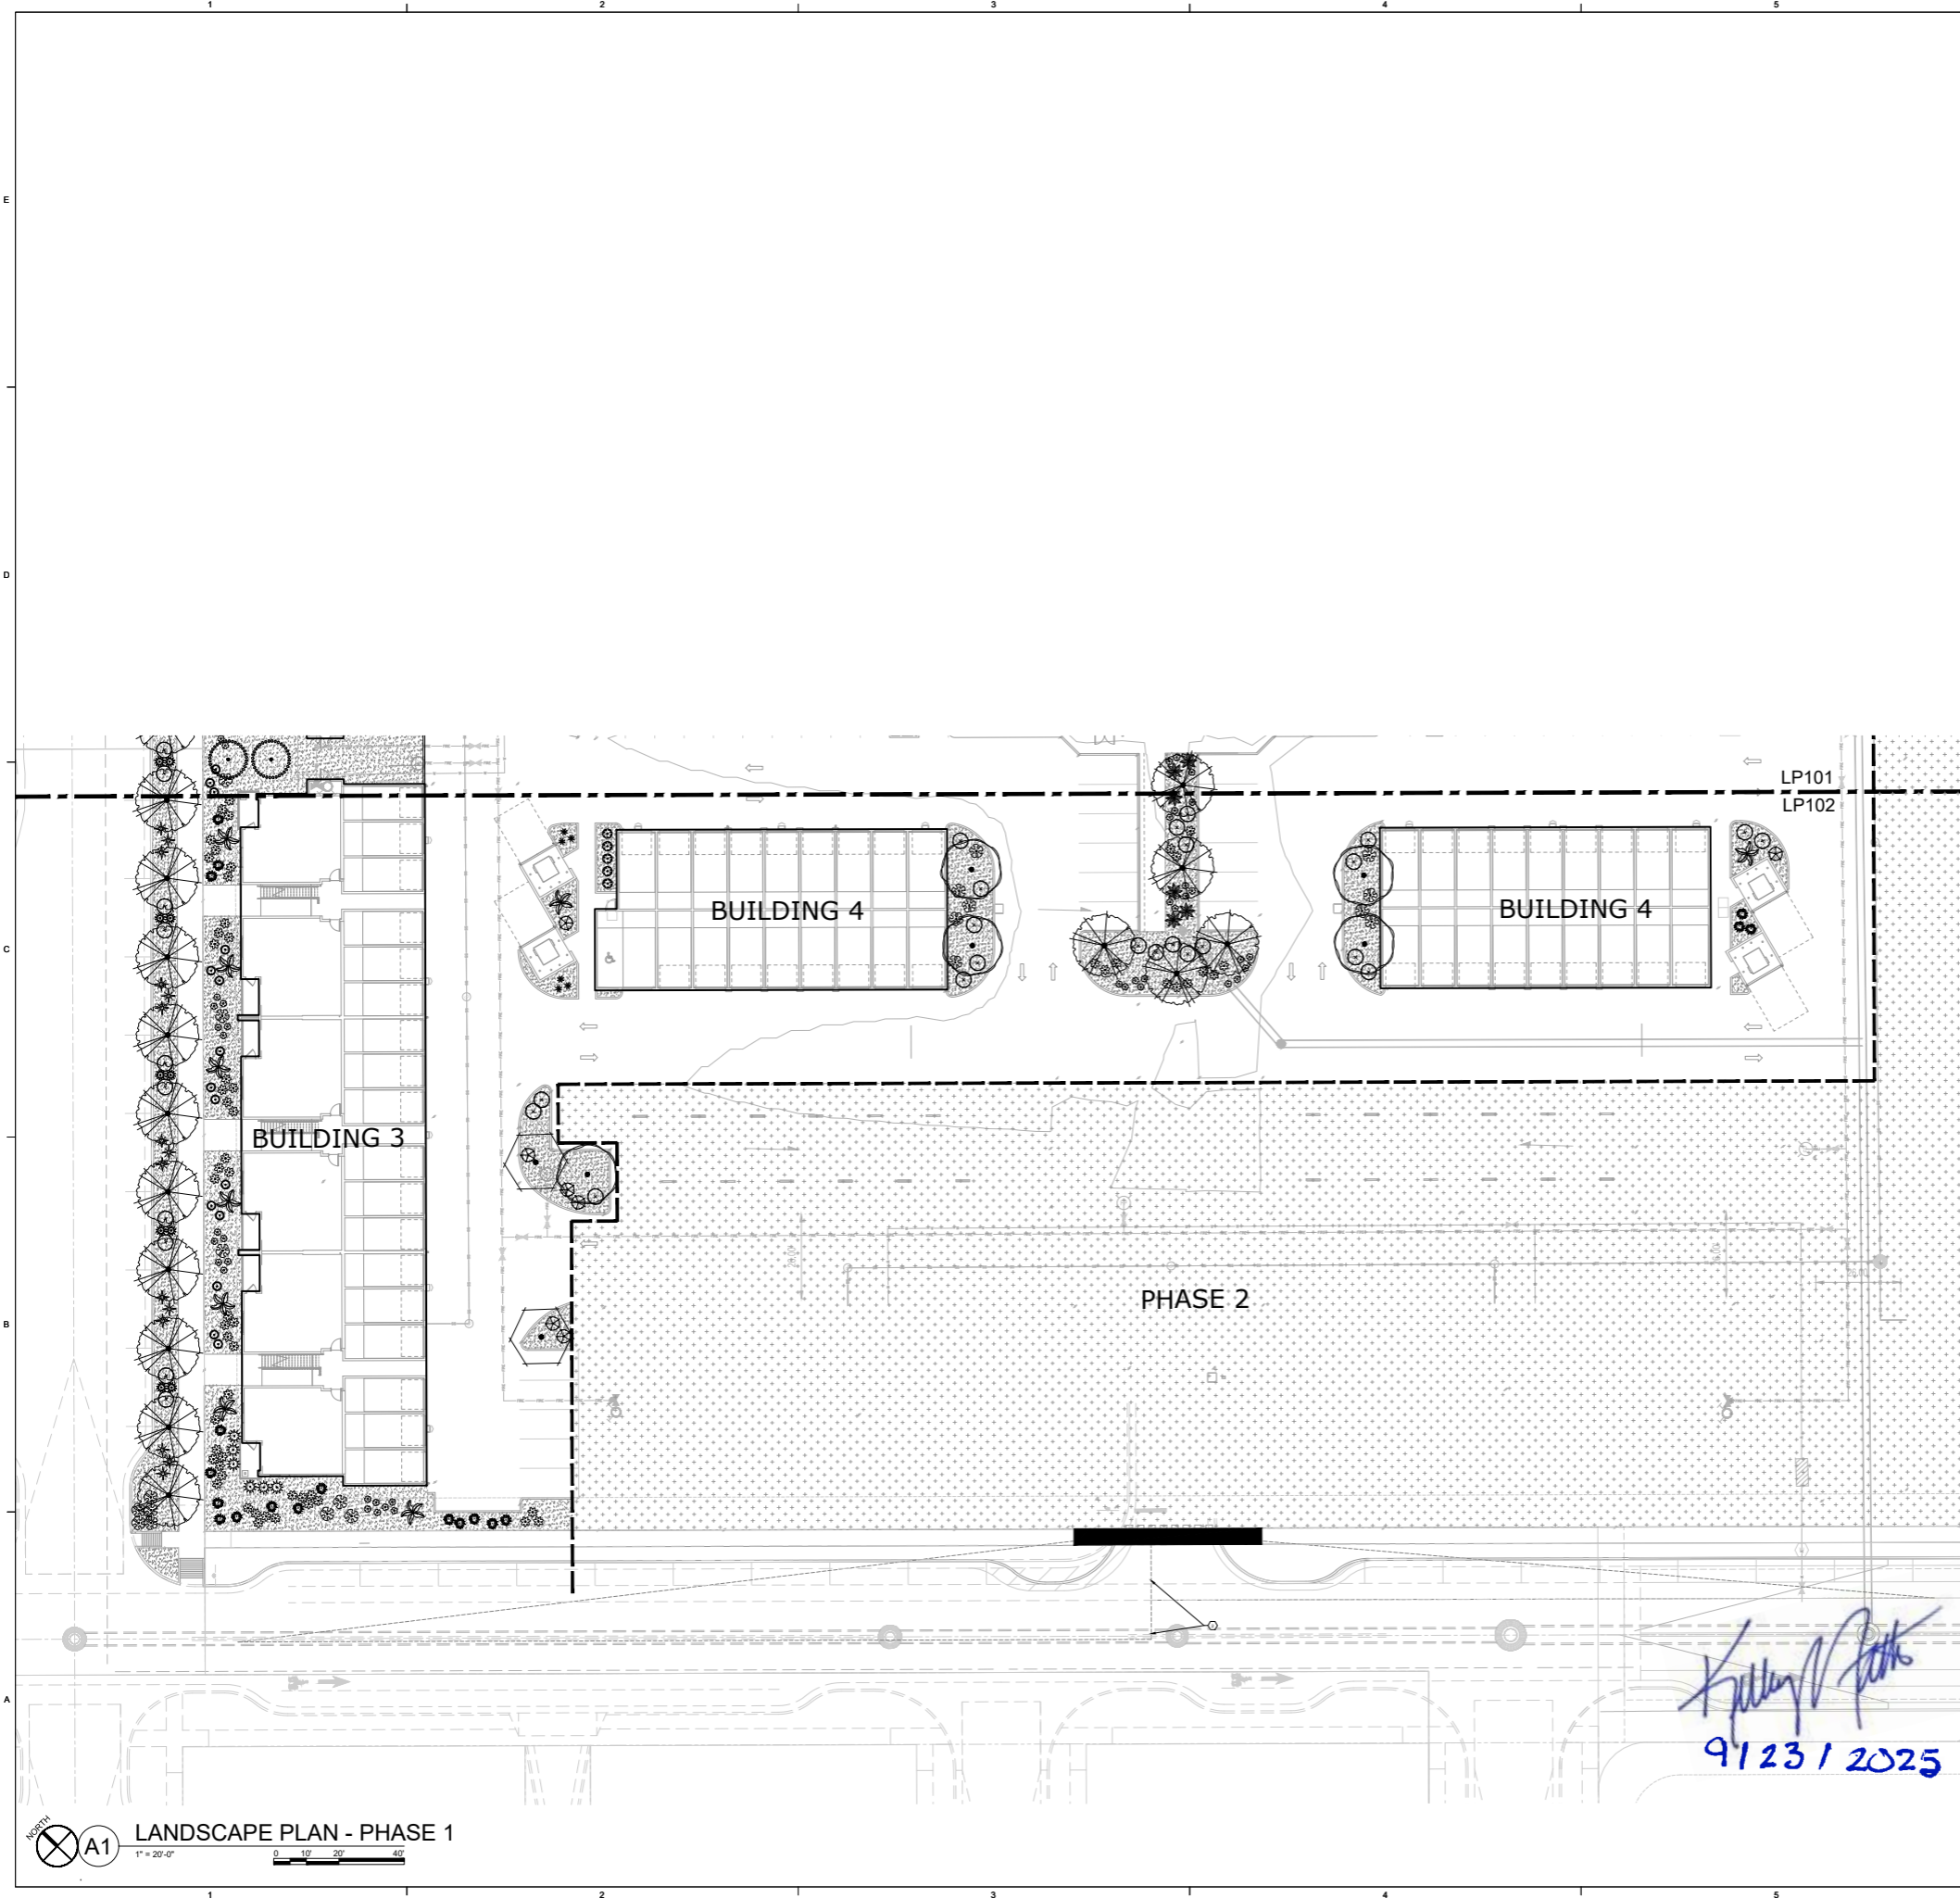 1 2 3 4 5
E
D
LP101
LP102
C
BUILDING 4 BUILDING 4
BUILDING 3
B
PHASE 2
A
9/23/2025
NORTH
A1
LANDSCAPE PLAN - PHASE 1
1" = 20'-0"
0 10' 20' 40'
1 2 3 4 5